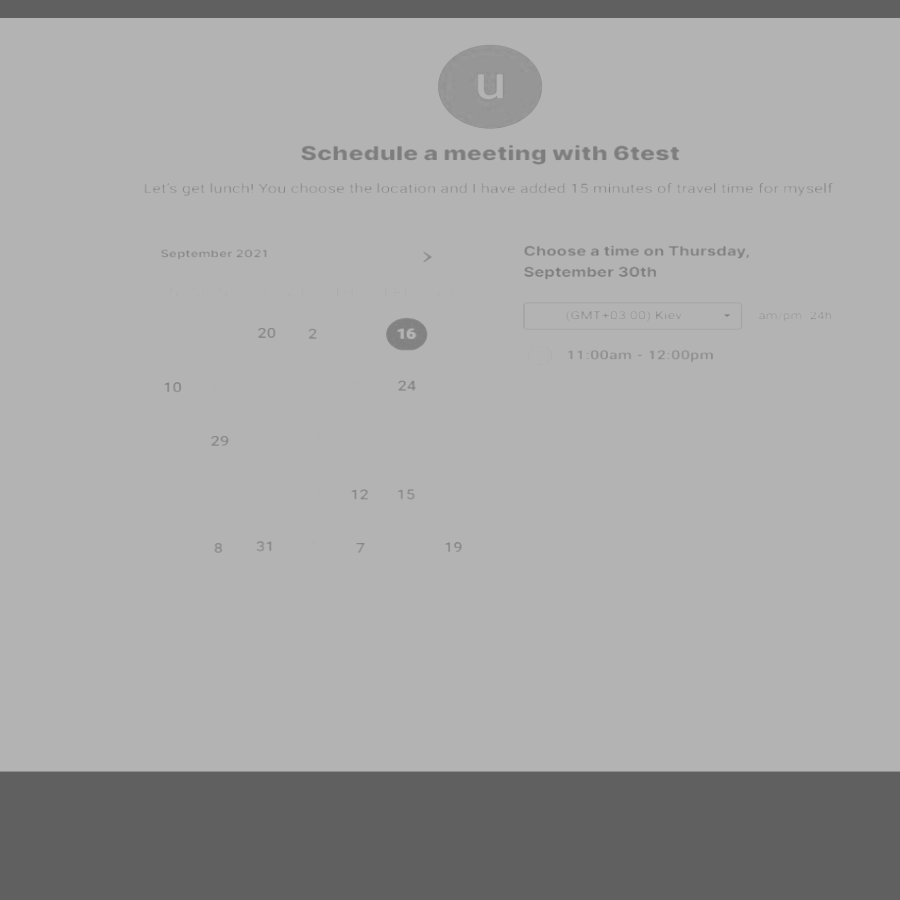 u
Schedule a meeting with 6test
Let's get lunch! You choose the location and I have added 15 minutes of travel time for myself
September 2021 >
20 2 16
10 24
29
12 15
8 31 7 19
Choose a time on Thursday,
September 30th
(GMT+03:00) Kiev am/pm 24h
11:00am - 12:00pm